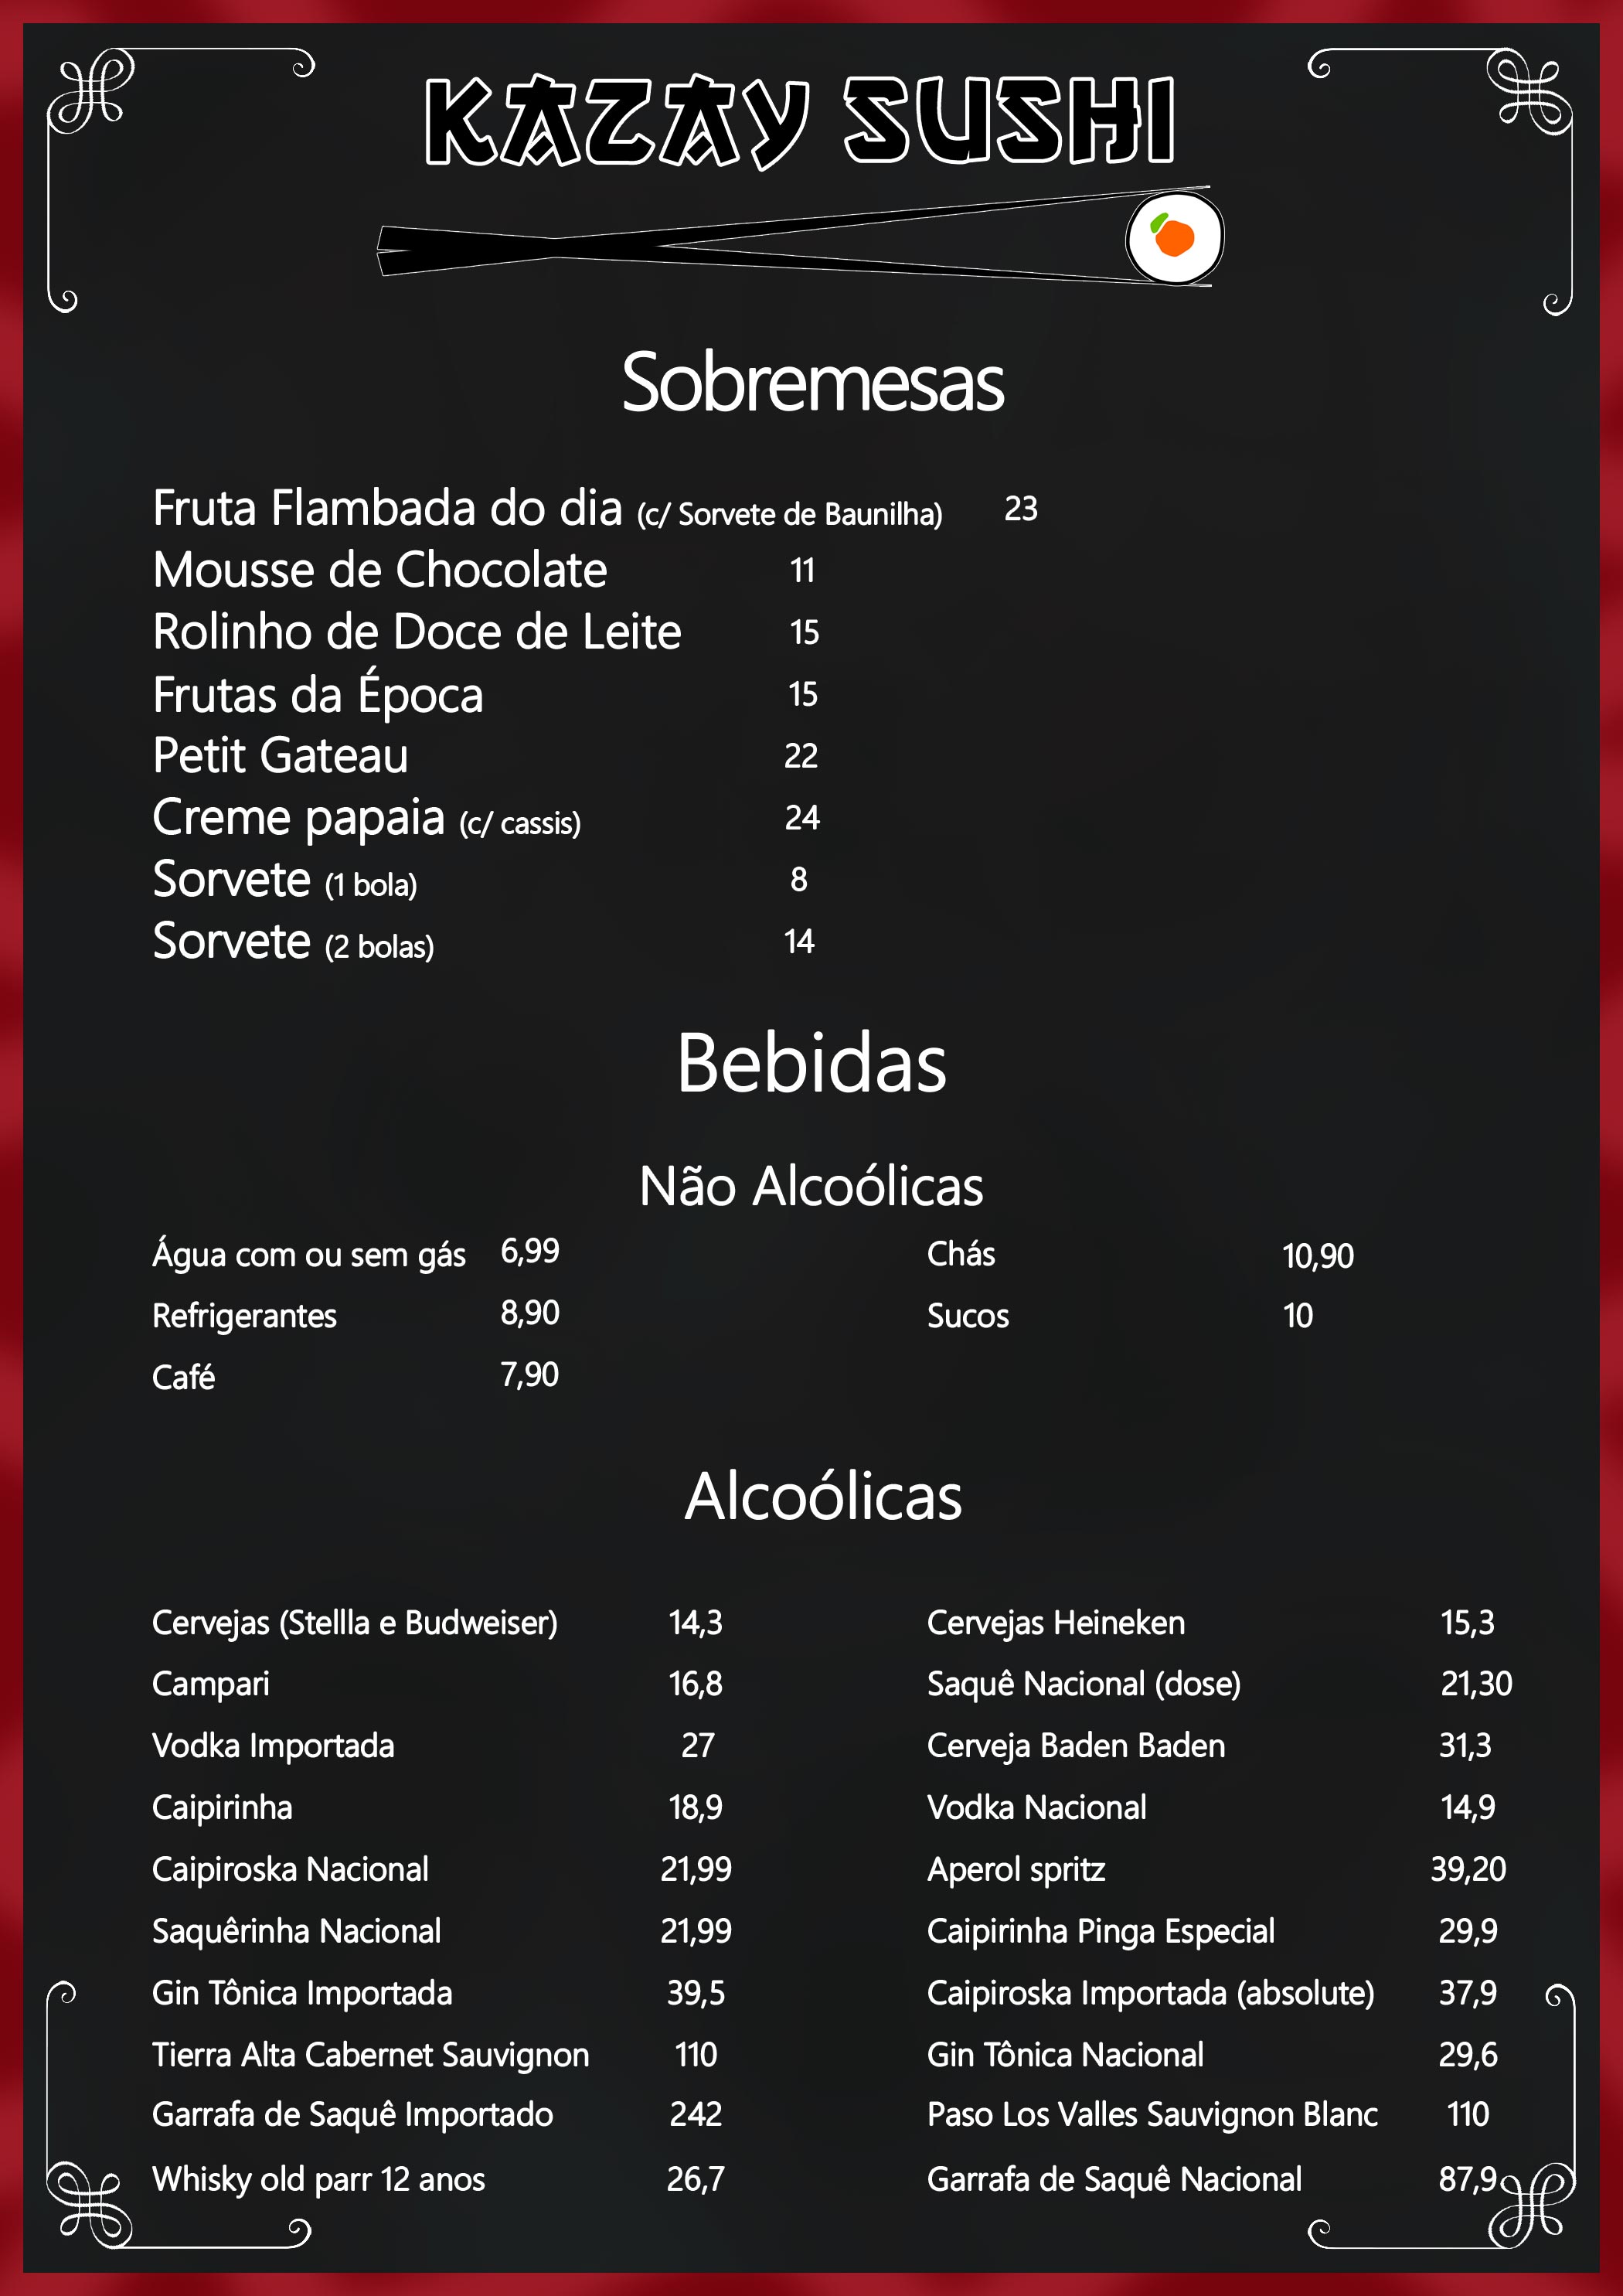 KAZAY SUSHI
Sobremesas
Fruta Flambada do dia (c/ Sorvete de Baunilha) 23
Mousse de Chocolate 11
Rolinho de Doce de Leite 15
Frutas da Época 15
Petit Gateau 22
Creme papaia (c/ cassis) 24
Sorvete (1 bola) 8
Sorvete (2 bolas) 14
Bebidas
Não Alcoólicas
Água com ou sem gás 6,99 Chás 10,90
Refrigerantes 8,90 Sucos 10
Café 7,90
Alcoólicas
Cervejas (Stellla e Budweiser) 14,3 Cervejas Heineken 15,3
Campari 16,8 Saquê Nacional (dose) 21,30
Vodka Importada 27 Cerveja Baden Baden 31,3
Caipirinha 18,9 Vodka Nacional 14,9
Caipiroska Nacional 21,99 Aperol spritz 39,20
Saquêrinha Nacional 21,99 Caipirinha Pinga Especial 29,9
Gin Tônica Importada 39,5 Caipiroska Importada (absolute) 37,9
Tierra Alta Cabernet Sauvignon 110 Gin Tônica Nacional 29,6
Garrafa de Saquê Importado 242 Paso Los Valles Sauvignon Blanc 110
Whisky old parr 12 anos 26,7 Garrafa de Saquê Nacional 87,9